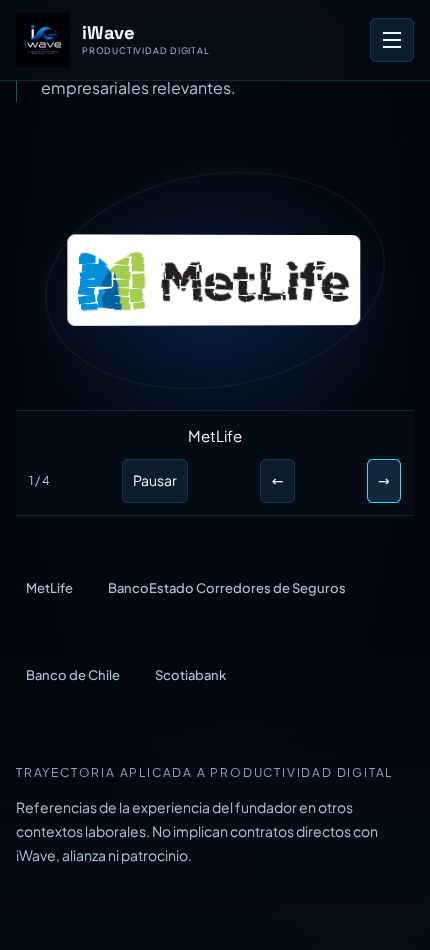 iWave
iWave
PRODUCTIVIDAD DIGITAL
empresariales relevantes.
MetLife
MetLife
1 / 4
Pausar
←
→
MetLife
BancoEstado Corredores de Seguros
Banco de Chile
Scotiabank
TRAYECTORIA APLICADA A PRODUCTIVIDAD DIGITAL
Referencias de la experiencia del fundador en otros
contextos laborales. No implican contratos directos con
iWave, alianza ni patrocinio.